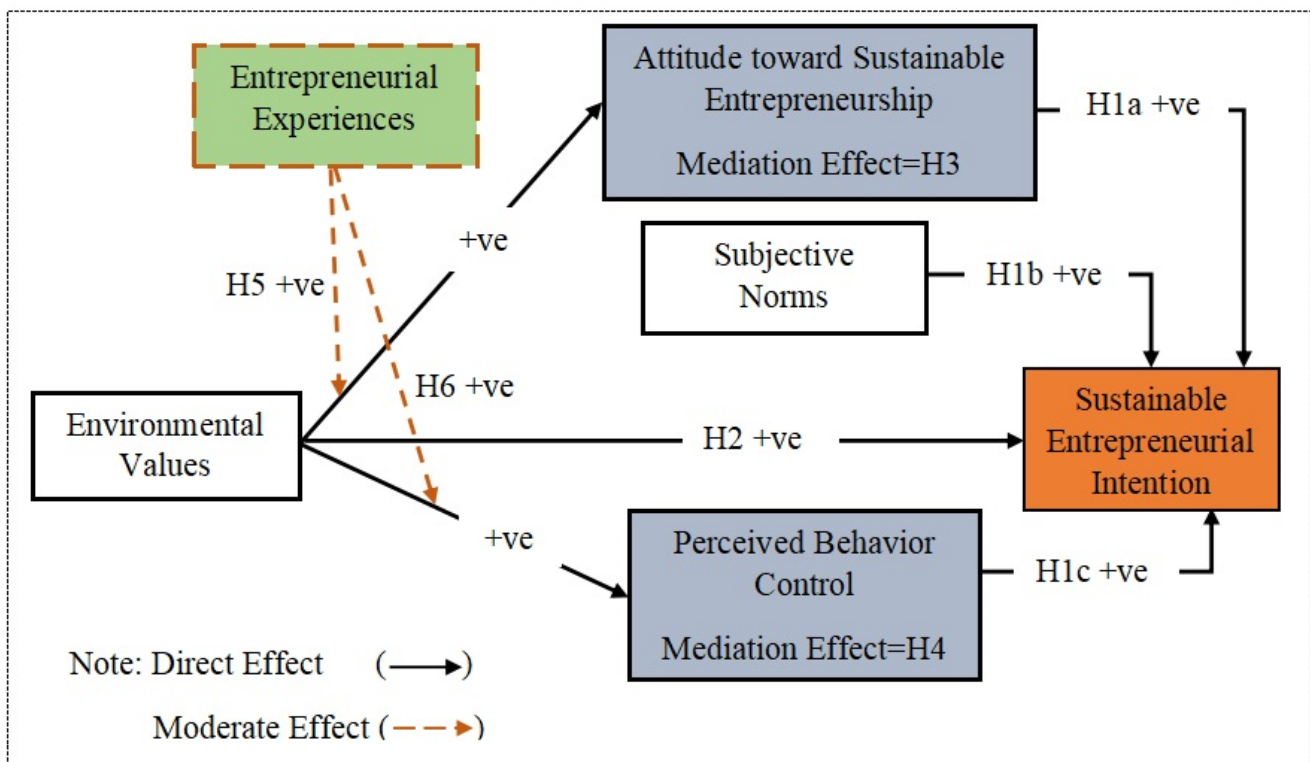 Entrepreneurial
Experiences
Attitude toward Sustainable
Entrepreneurship
Mediation Effect=H3
H1a +ve
+ve
Subjective
Norms
H1b +ve
H5 +ve
H6 +ve
Environmental
Values
H2 +ve
Sustainable
Entrepreneurial
Intention
+ve
Perceived Behavior
Control
Mediation Effect=H4
H1c +ve
Note: Direct Effect ( )
Moderate Effect ( )